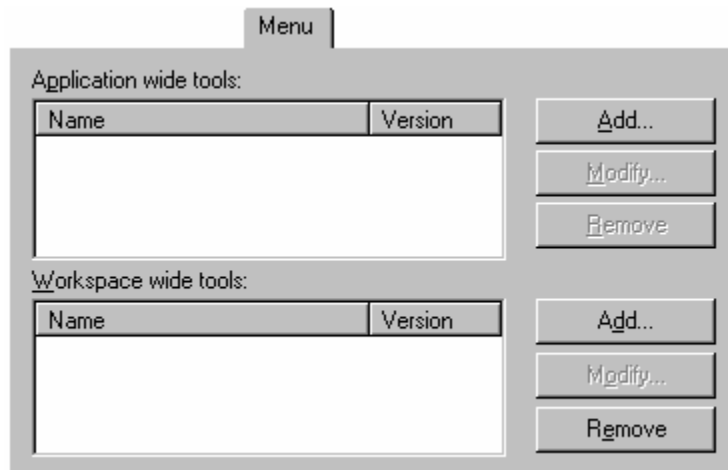 Menu
Application wide tools:
Name Version
Add...
Modify...
Remove
Workspace wide tools:
Name Version
Add...
Modify...
Remove